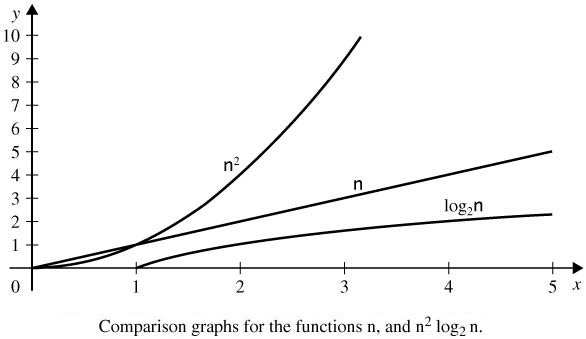 y
10
9
8
7
6
5
4
3
2
1
n²
n
log₂n
0 1 2 3 4 5 x
Comparison graphs for the functions n, and n² log₂ n.